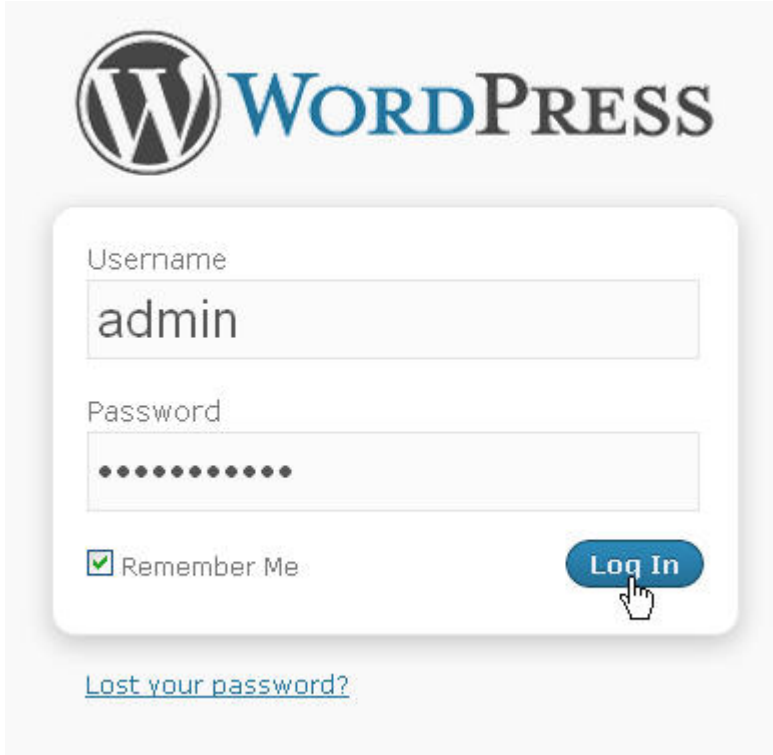 WORDPRESS
Username
admin
Password
•••••••••••
Remember Me
Log In
Lost your password?